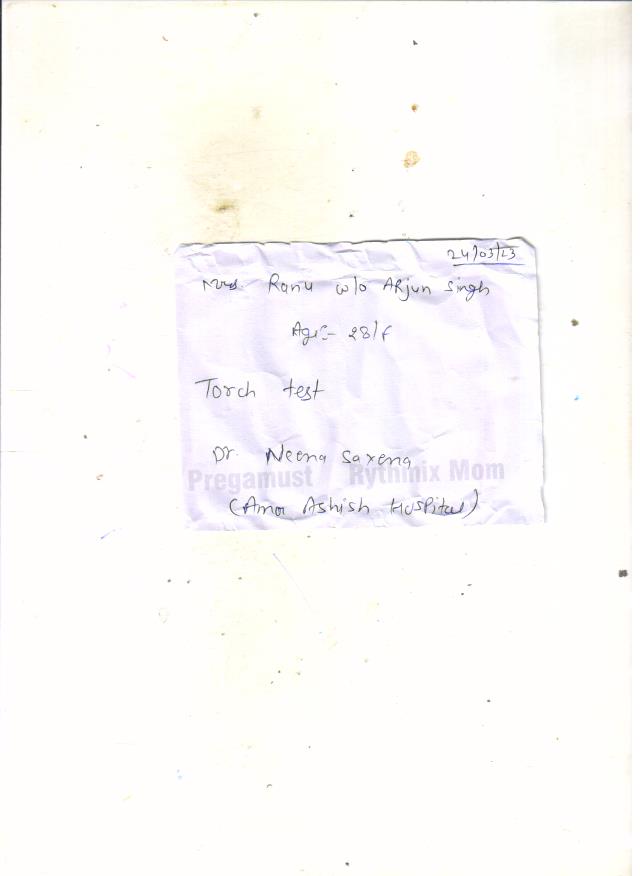 24/03/23
Mrs. Ranu w/o Arjun Singh
Age:- 28/F
Torch test
Dr. Neena Saxena
Pregamust / Rythmix Mom
(Amar Ashish Hospital)